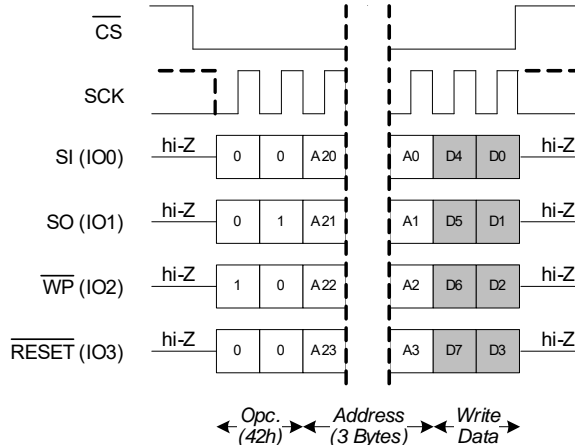 CS
SCK
hi-Z hi-Z
SI (IO0) 0 0 A20 A0 D4 D0
hi-Z hi-Z
SO (IO1) 0 1 A21 A1 D5 D1
hi-Z hi-Z
WP (IO2) 1 0 A22 A2 D6 D2
hi-Z hi-Z
RESET (IO3) 0 0 A23 A3 D7 D3
Opc. Address Write
(42h) (3 Bytes) Data